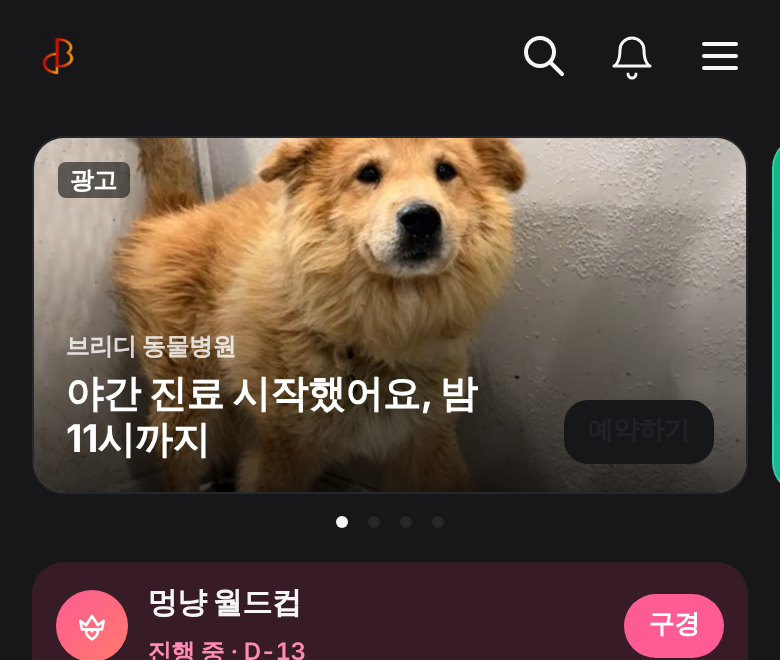 광고
브리디 동물병원
야간 진료 시작했어요, 밤
11시까지
예약하기
멍냥 월드컵
구경
진행 중 · D-13